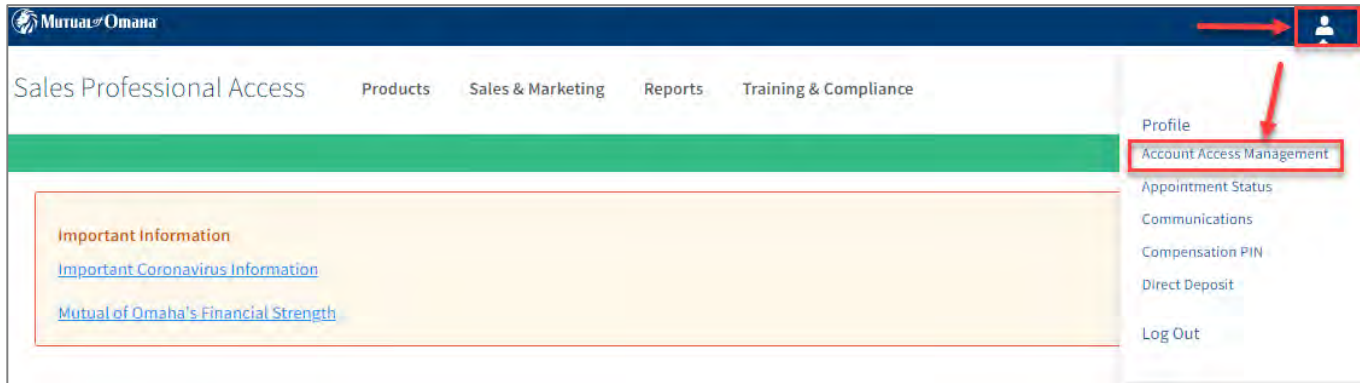 Mutual of Omaha
Sales Professional Access Products Sales & Marketing Reports Training & Compliance
Profile
Account Access Management
Appointment Status
Communications
Compensation PIN
Direct Deposit
Log Out
Important Information
Important Coronavirus Information
Mutual of Omaha's Financial Strength